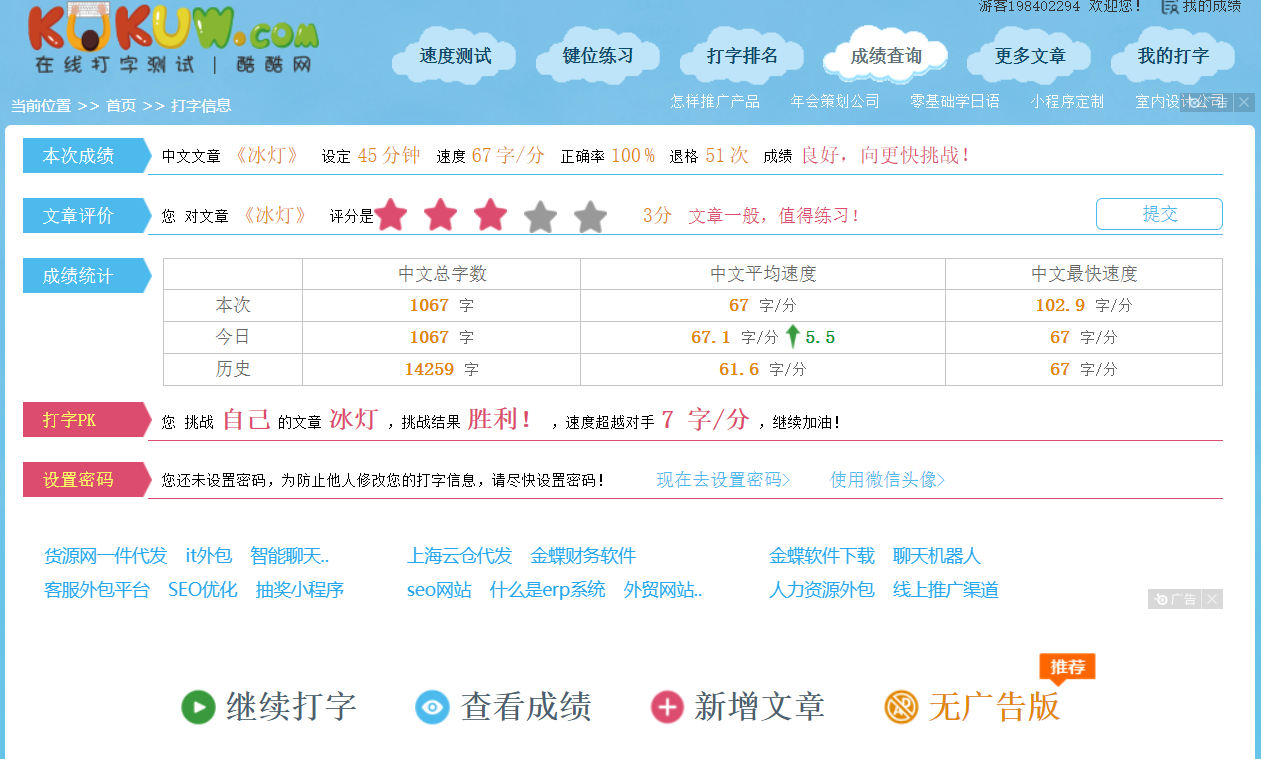 游客198402294 欢迎您! 我的成绩
KUKUW.com
在线打字测试 | 酷酷网
速度测试 键位练习 打字排名 成绩查询 更多文章 我的打字
当前位置 >> 首页 >> 打字信息
怎样推广产品 年会策划公司 零基础学日语 小程序定制 室内设计公司
本次成绩 中文文章 《冰灯》 设定 45 分钟 速度 67 字/分 正确率 100% 退格 51 次 成绩 良好，向更快挑战！
文章评价 您 对文章 《冰灯》 评分是 3分 文章一般，值得练习！ 提交
成绩统计 中文总字数 中文平均速度 中文最快速度
本次 1067 字 67 字/分 102.9 字/分
今日 1067 字 67.1 字/分 5.5 67 字/分
历史 14259 字 61.6 字/分 67 字/分
打字PK 您 挑战 自己 的文章 冰灯 ，挑战结果 胜利！ ，速度超越对手 7 字/分 ，继续加油！
设置密码 您还未设置密码，为防止他人修改您的打字信息，请尽快设置密码！ 现在去设置密码> 使用微信头像>
货源网一件代发 it外包 智能聊天.. 上海云仓代发 金蝶财务软件 金蝶软件下载 聊天机器人
客服外包平台 SEO优化 抽奖小程序 seo网站 什么是erp系统 外贸网站.. 人力资源外包 线上推广渠道
广告
推荐
继续打字 查看成绩 新增文章 无广告版